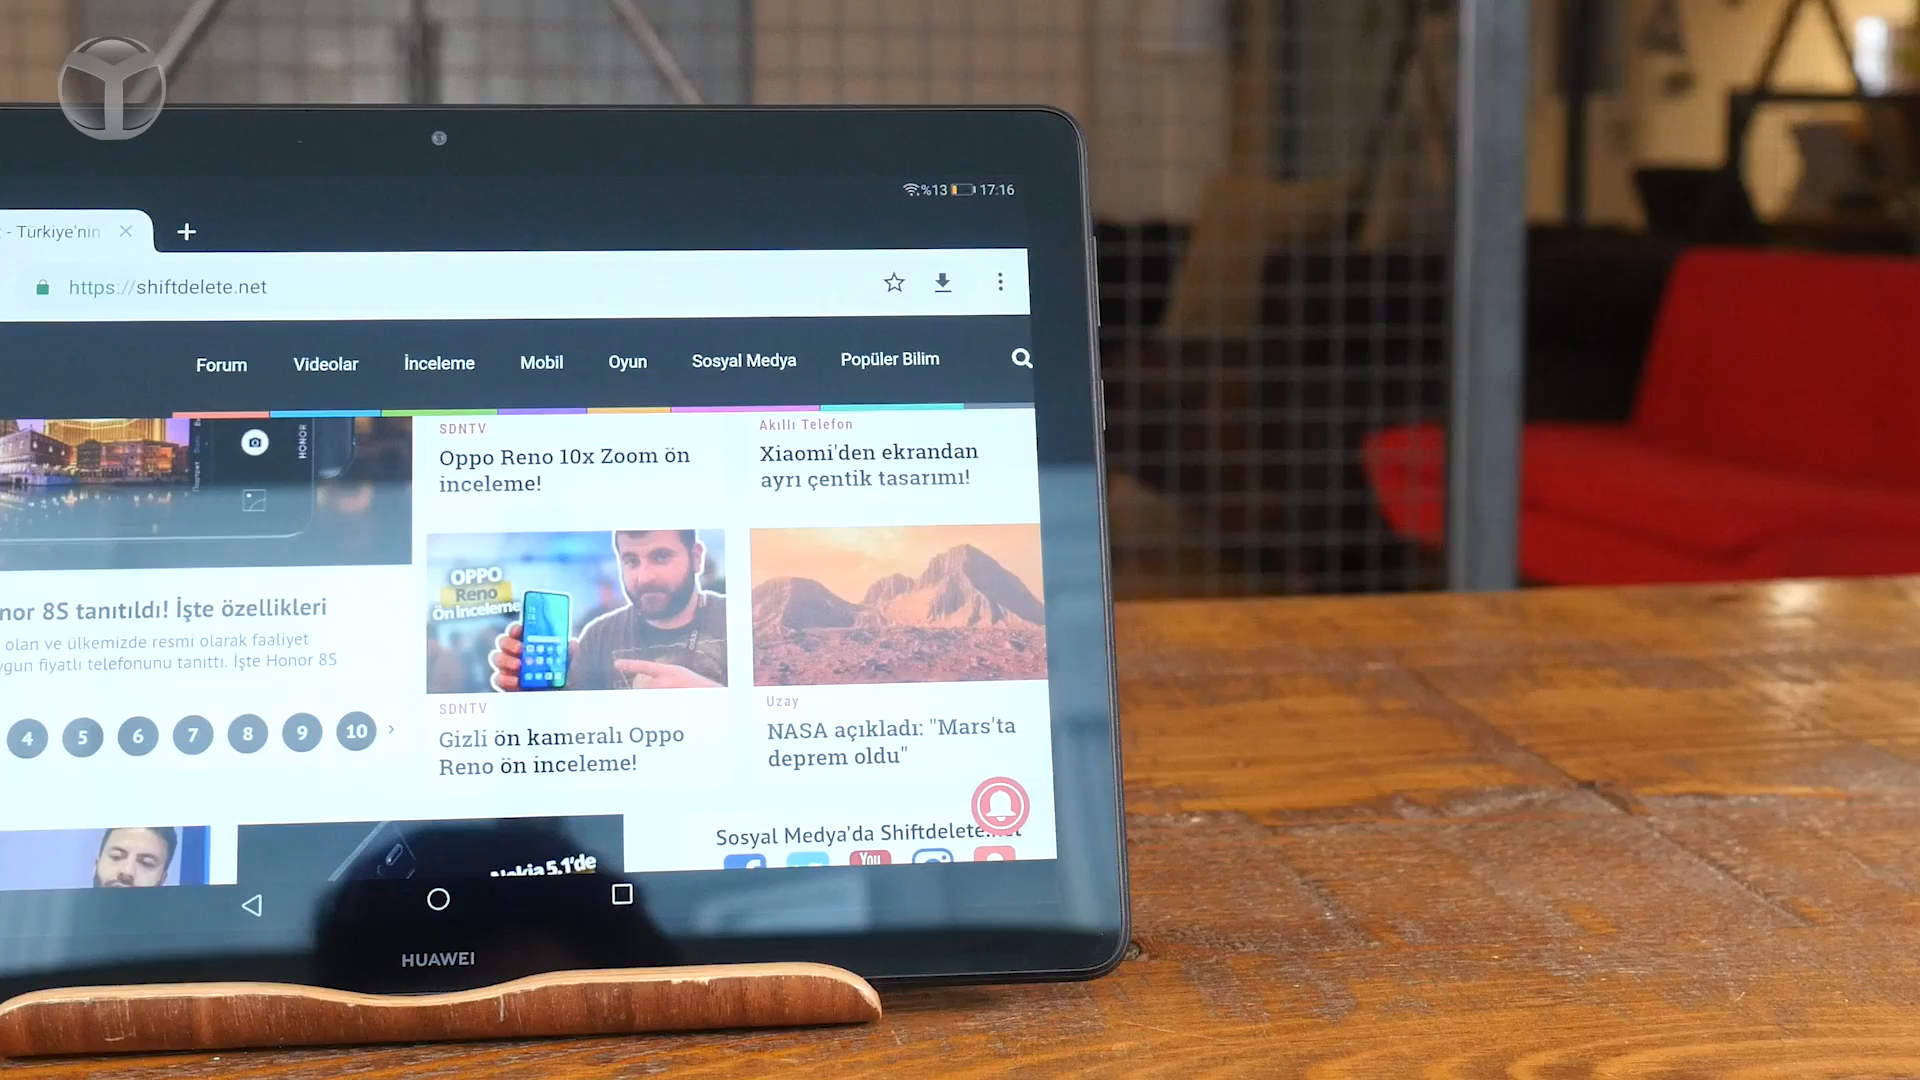 %13 17:16
- Türkiye'nin
https://shiftdelete.net
Forum Videolar İnceleme Mobil Oyun Sosyal Medya Popüler Bilim
HONOR
SDNTV
Oppo Reno 10x Zoom ön
inceleme!
Akıllı Telefon
Xiaomi'den ekrandan
ayrı çentik tasarımı!
nor 8S tanıtıldı! İşte özellikleri
olan ve ülkemizde resmi olarak faaliyet
ygun fiyatlı telefonunu tanıttı. İşte Honor 8S
4 5 6 7 8 9 10
OPPO
Reno
Ön inceleme
SDNTV
Gizli ön kameralı Oppo
Reno ön inceleme!
Uzay
NASA açıkladı: "Mars'ta
deprem oldu"
Nokia 5.1'de
Sosyal Medya'da Shiftdelete.net
You
HUAWEI